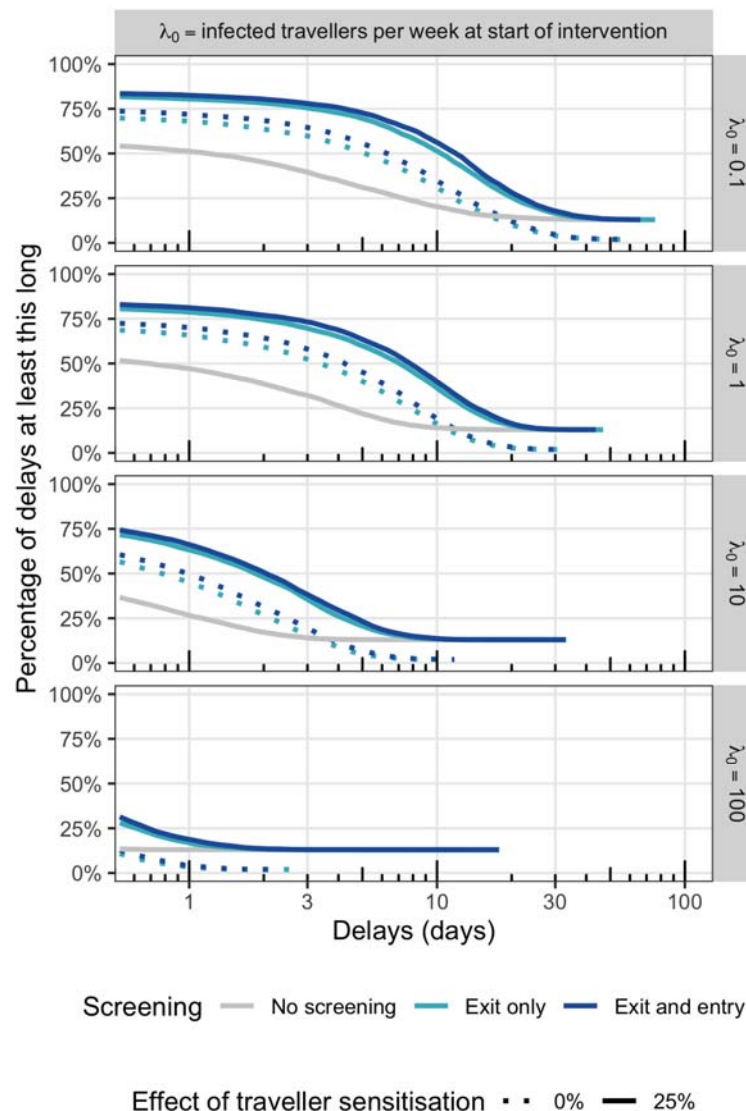 λ0 = infected travellers per week at start of intervention
Percentage of delays at least this long
100%
75%
50%
25%
0%
λ0 = 0.1
100%
75%
50%
25%
0%
λ0 = 1
100%
75%
50%
25%
0%
λ0 = 10
100%
75%
50%
25%
0%
λ0 = 100
1 3 10 30 100
Delays (days)
Screening No screening Exit only Exit and entry
Effect of traveller sensitisation 0% 25%